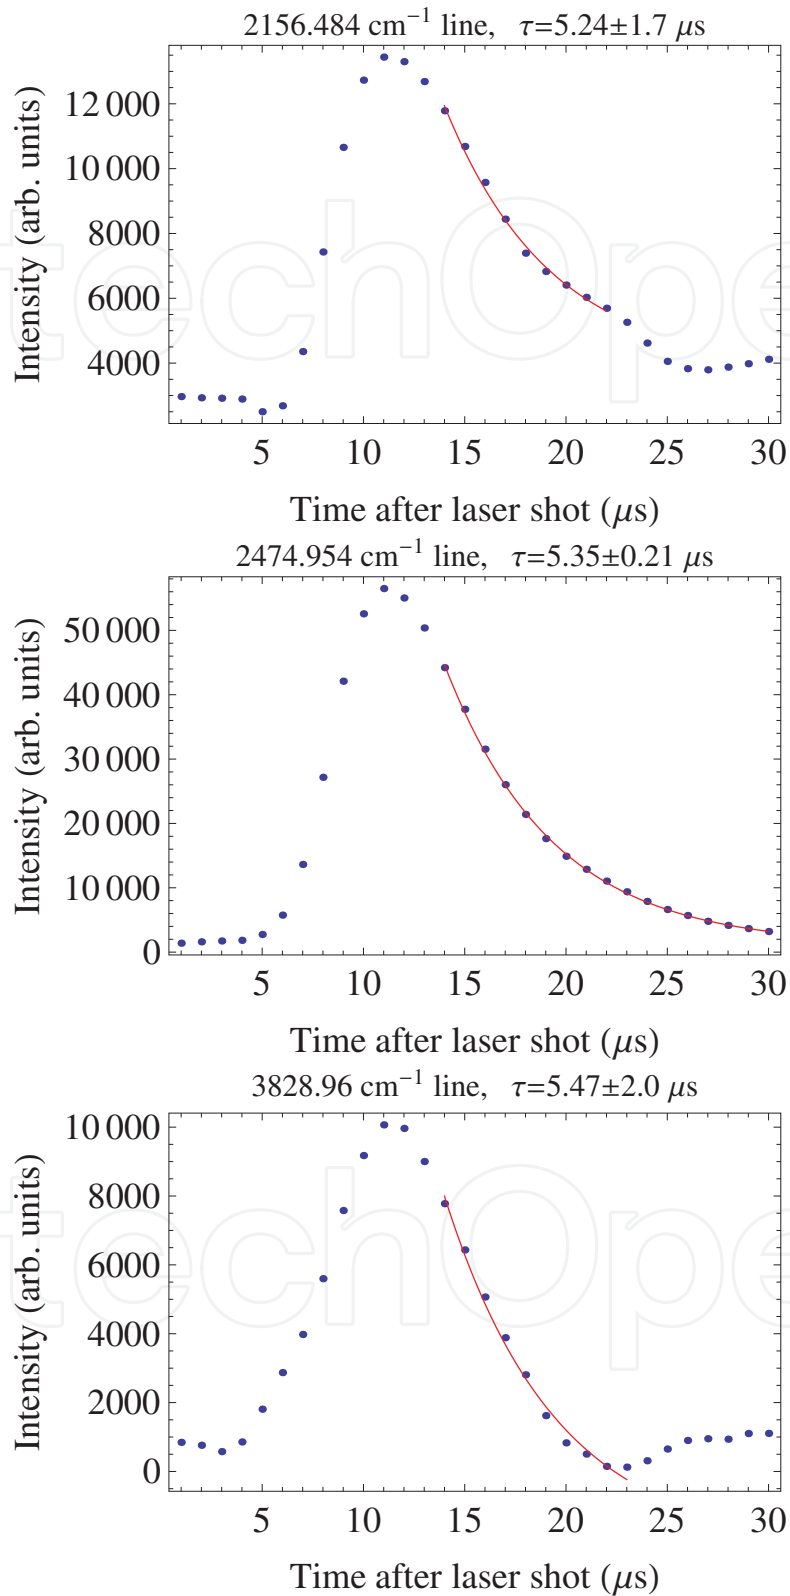 2156.484 cm⁻¹ line, τ=5.24±1.7 μs
Intensity (arb. units)
12 000
10 000
8000
6000
4000
5 10 15 20 25 30
Time after laser shot (μs)
2474.954 cm⁻¹ line, τ=5.35±0.21 μs
Intensity (arb. units)
50 000
40 000
30 000
20 000
10 000
0
5 10 15 20 25 30
Time after laser shot (μs)
3828.96 cm⁻¹ line, τ=5.47±2.0 μs
Intensity (arb. units)
10 000
8000
6000
4000
2000
0
5 10 15 20 25 30
Time after laser shot (μs)
techOpe
techOpe